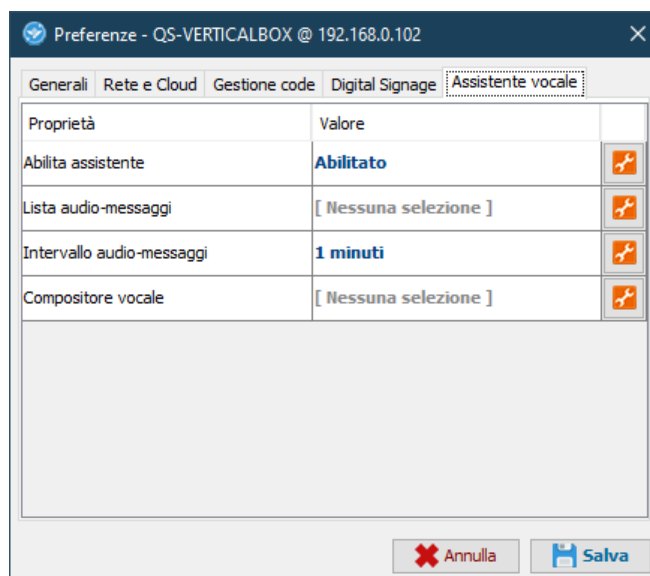 Preferenze - QS-VERTICALBOX @ 192.168.0.102
Generali Rete e Cloud Gestione code Digital Signage Assistente vocale
Proprietà Valore
Abilita assistente Abilitato
Lista audio-messaggi [ Nessuna selezione ]
Intervallo audio-messaggi 1 minuti
Compositore vocale [ Nessuna selezione ]
Annulla Salva